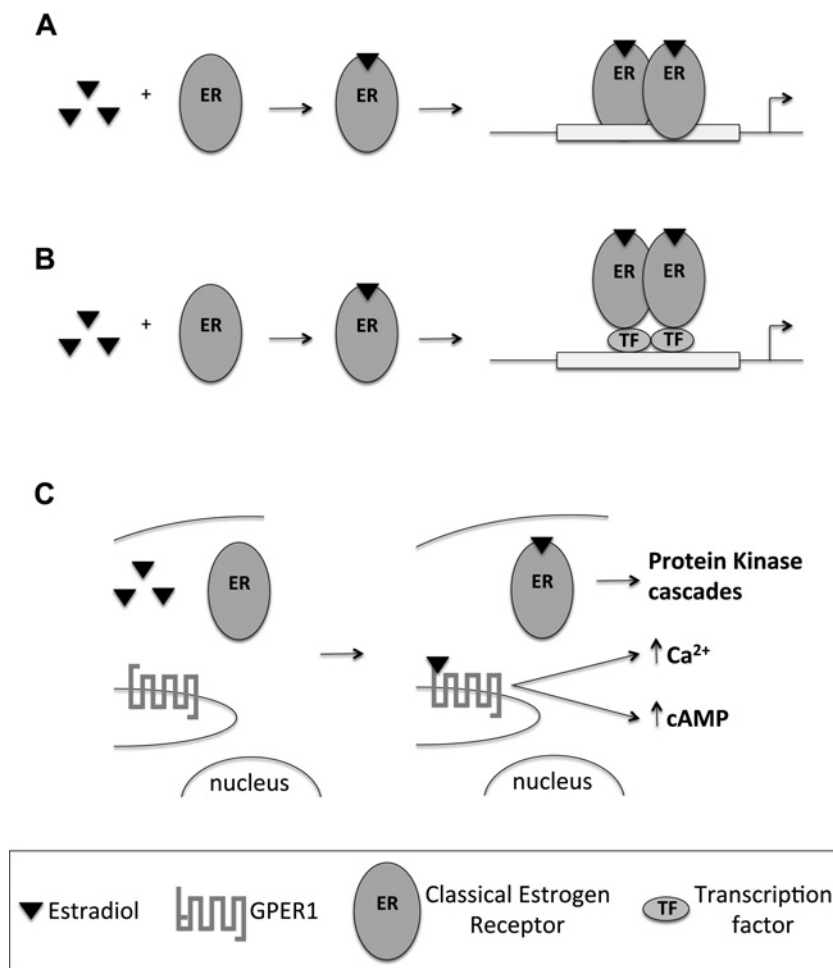 A
+
ER
ER
ER
ER
B
+
ER
ER
ER
ER
TF
TF
C
ER
ER
Protein Kinase
cascades
↑Ca²⁺
↑cAMP
nucleus
nucleus
Estradiol
GPER1
ER
Classical Estrogen
Receptor
TF
Transcription
factor